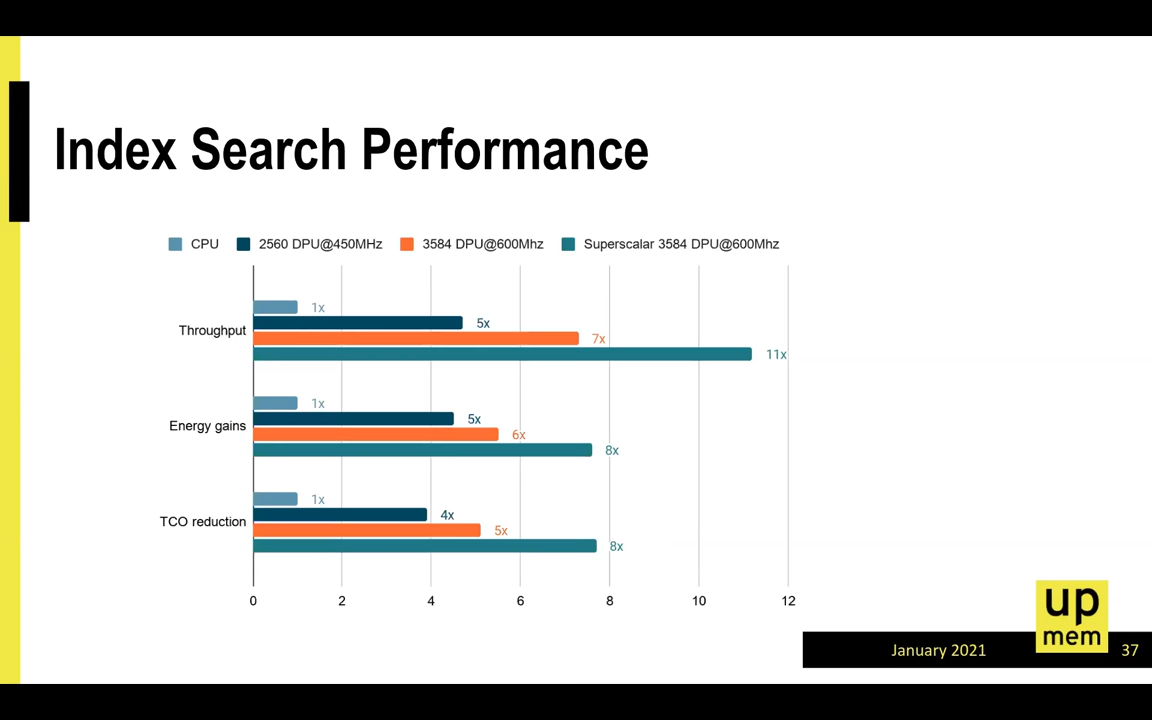 Index Search Performance
CPU 2560 DPU@450MHz 3584 DPU@600Mhz Superscalar 3584 DPU@600Mhz
1x
5x
Throughput
7x
11x
1x
5x
Energy gains
6x
8x
1x
4x
TCO reduction
5x
8x
0 2 4 6 8 10 12
up
mem
January 2021
37